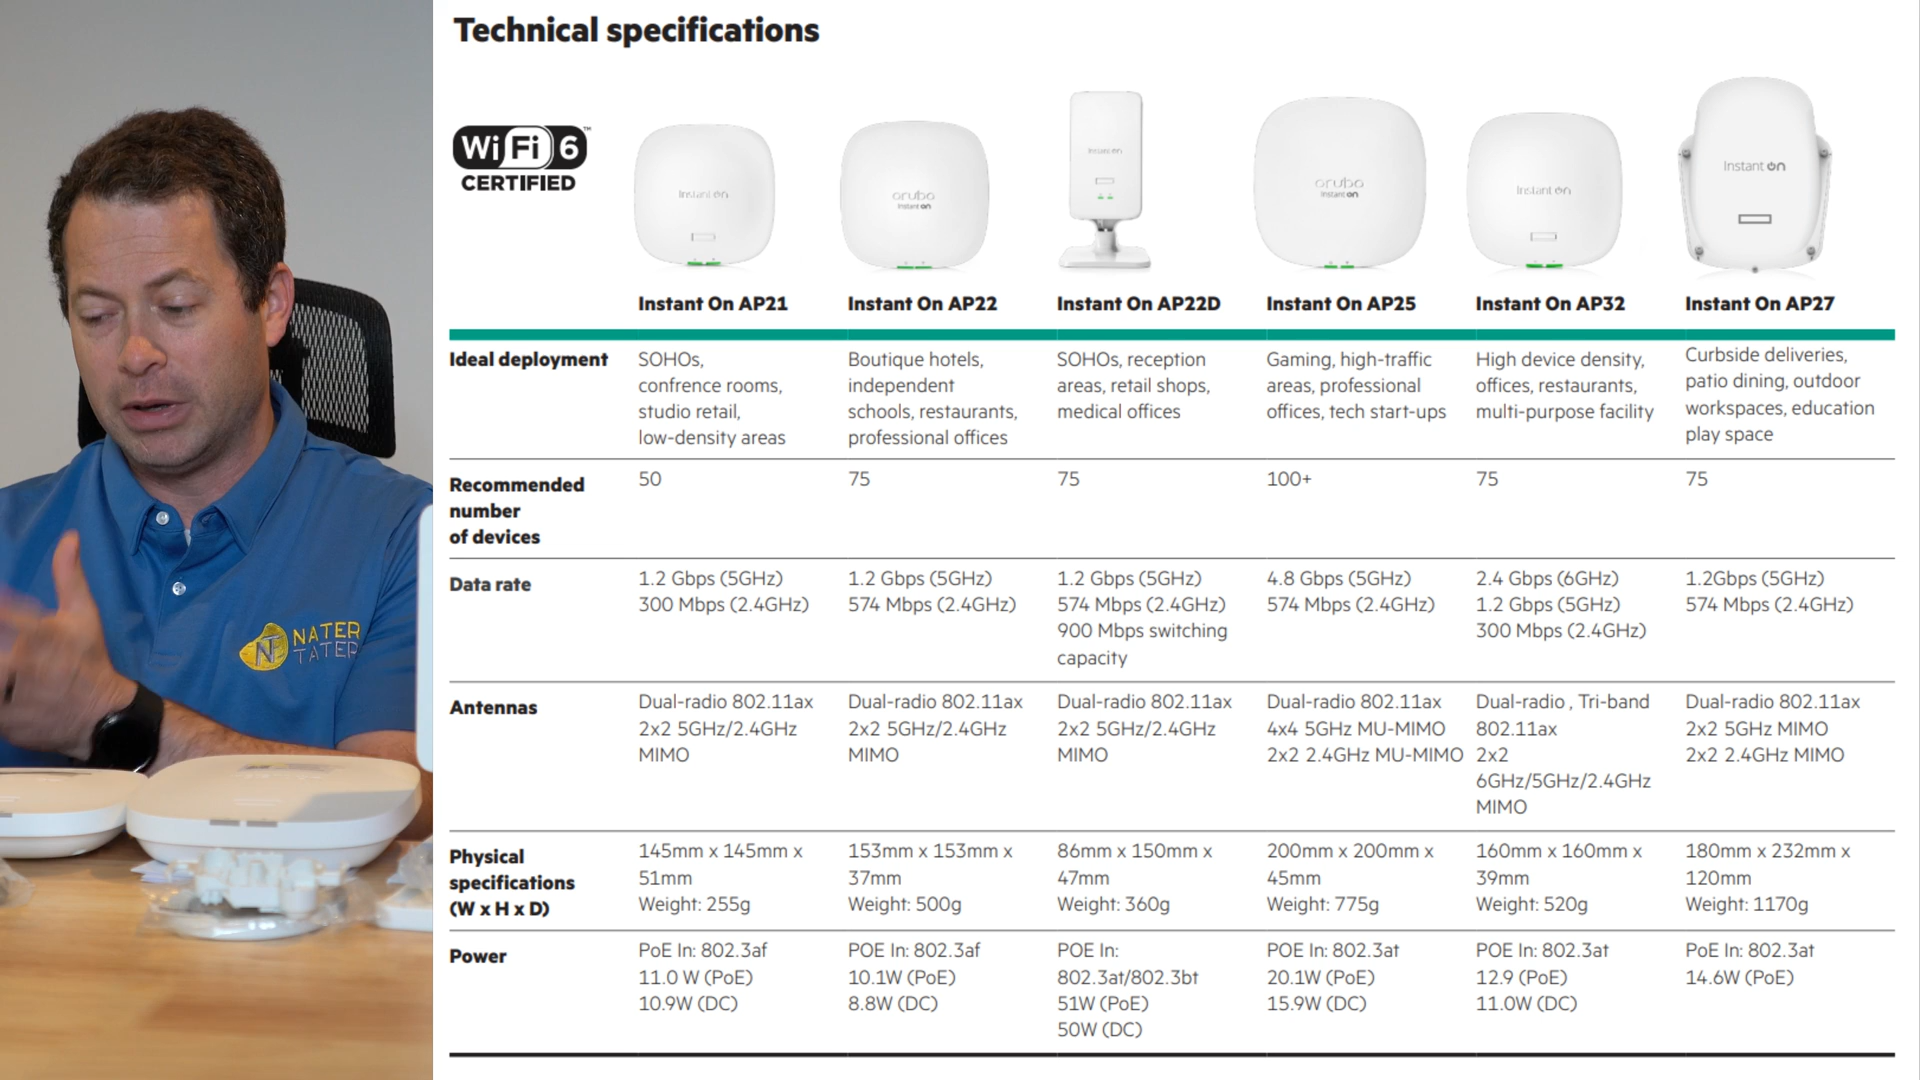 Technical specifications
WiFi 6™
CERTIFIED
Instant on
aruba
Instant on
Instant on
aruba
Instant on
Instant on
Instant on
Instant On AP21
Instant On AP22
Instant On AP22D
Instant On AP25
Instant On AP32
Instant On AP27
Ideal deployment
SOHOs,
confrence rooms,
studio retail,
low-density areas
Boutique hotels,
independent
schools, restaurants,
professional offices
SOHOs, reception
areas, retail shops,
medical offices
Gaming, high-traffic
areas, professional
offices, tech start-ups
High device density,
offices, restaurants,
multi-purpose facility
Curbside deliveries,
patio dining, outdoor
workspaces, education
play space
Recommended
number
of devices
50
75
75
100+
75
75
Data rate
1.2 Gbps (5GHz)
300 Mbps (2.4GHz)
1.2 Gbps (5GHz)
574 Mbps (2.4GHz)
1.2 Gbps (5GHz)
574 Mbps (2.4GHz)
900 Mbps switching
capacity
4.8 Gbps (5GHz)
574 Mbps (2.4GHz)
2.4 Gbps (6GHz)
1.2 Gbps (5GHz)
300 Mbps (2.4GHz)
1.2Gbps (5GHz)
574 Mbps (2.4GHz)
Antennas
Dual-radio 802.11ax
2x2 5GHz/2.4GHz
MIMO
Dual-radio 802.11ax
2x2 5GHz/2.4GHz
MIMO
Dual-radio 802.11ax
2x2 5GHz/2.4GHz
MIMO
Dual-radio 802.11ax
4x4 5GHz MU-MIMO
2x2 2.4GHz MU-MIMO
Dual-radio , Tri-band
802.11ax
2x2
6GHz/5GHz/2.4GHz
MIMO
Dual-radio 802.11ax
2x2 5GHz MIMO
2x2 2.4GHz MIMO
Physical
specifications
(W x H x D)
145mm x 145mm x
51mm
Weight: 255g
153mm x 153mm x
37mm
Weight: 500g
86mm x 150mm x
47mm
Weight: 360g
200mm x 200mm x
45mm
Weight: 775g
160mm x 160mm x
39mm
Weight: 520g
180mm x 232mm x
120mm
Weight: 1170g
Power
PoE In: 802.3af
11.0 W (PoE)
10.9W (DC)
POE In: 802.3af
10.1W (PoE)
8.8W (DC)
POE In:
802.3at/802.3bt
51W (PoE)
50W (DC)
POE In: 802.3at
20.1W (PoE)
15.9W (DC)
POE In: 802.3at
12.9 (PoE)
11.0W (DC)
PoE In: 802.3at
14.6W (PoE)
NF
NATER
TATER